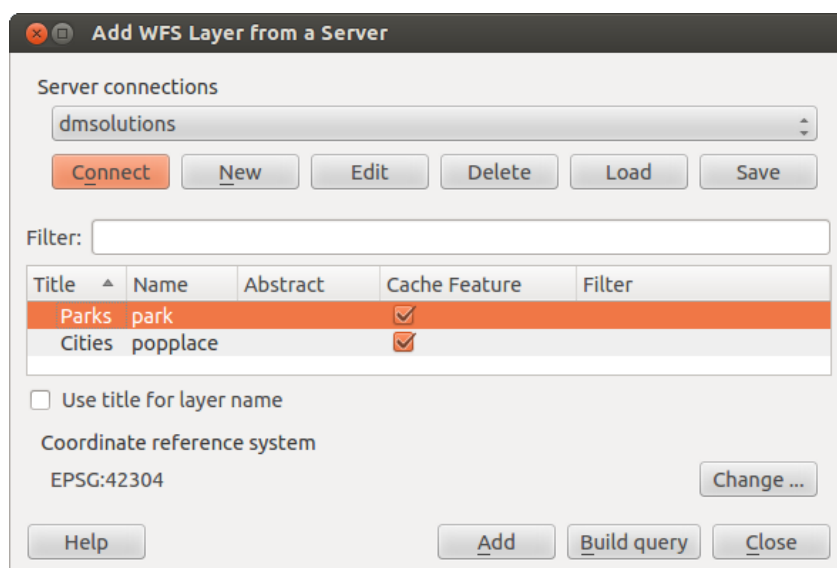 Add WFS Layer from a Server
Server connections
dmsolutions
Connect New Edit Delete Load Save
Filter:
Title Name Abstract Cache Feature Filter
Parks park
Cities popplace
Use title for layer name
Coordinate reference system
EPSG:42304 Change ...
Help Add Build query Close